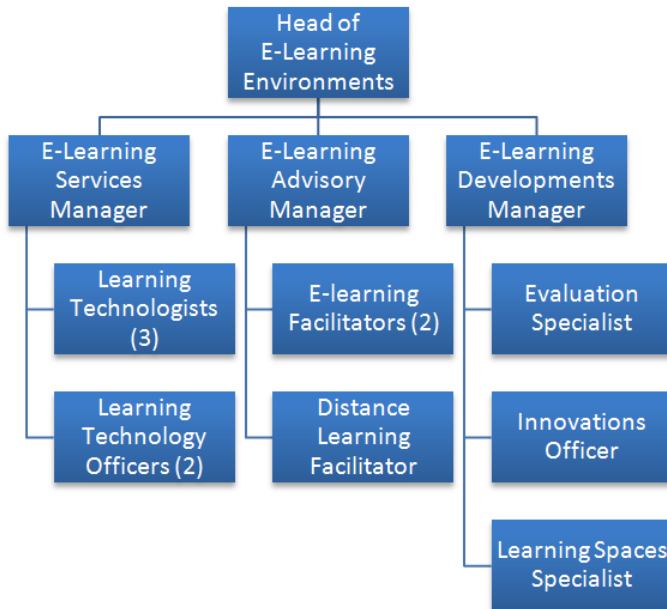 Head of
E-Learning
Environments
E-Learning
Services
Manager
E-Learning
Advisory
Manager
E-Learning
Developments
Manager
Learning
Technologists
(3)
E-learning
Facilitators (2)
Evaluation
Specialist
Learning
Technology
Officers (2)
Distance
Learning
Facilitator
Innovations
Officer
Learning Spaces
Specialist